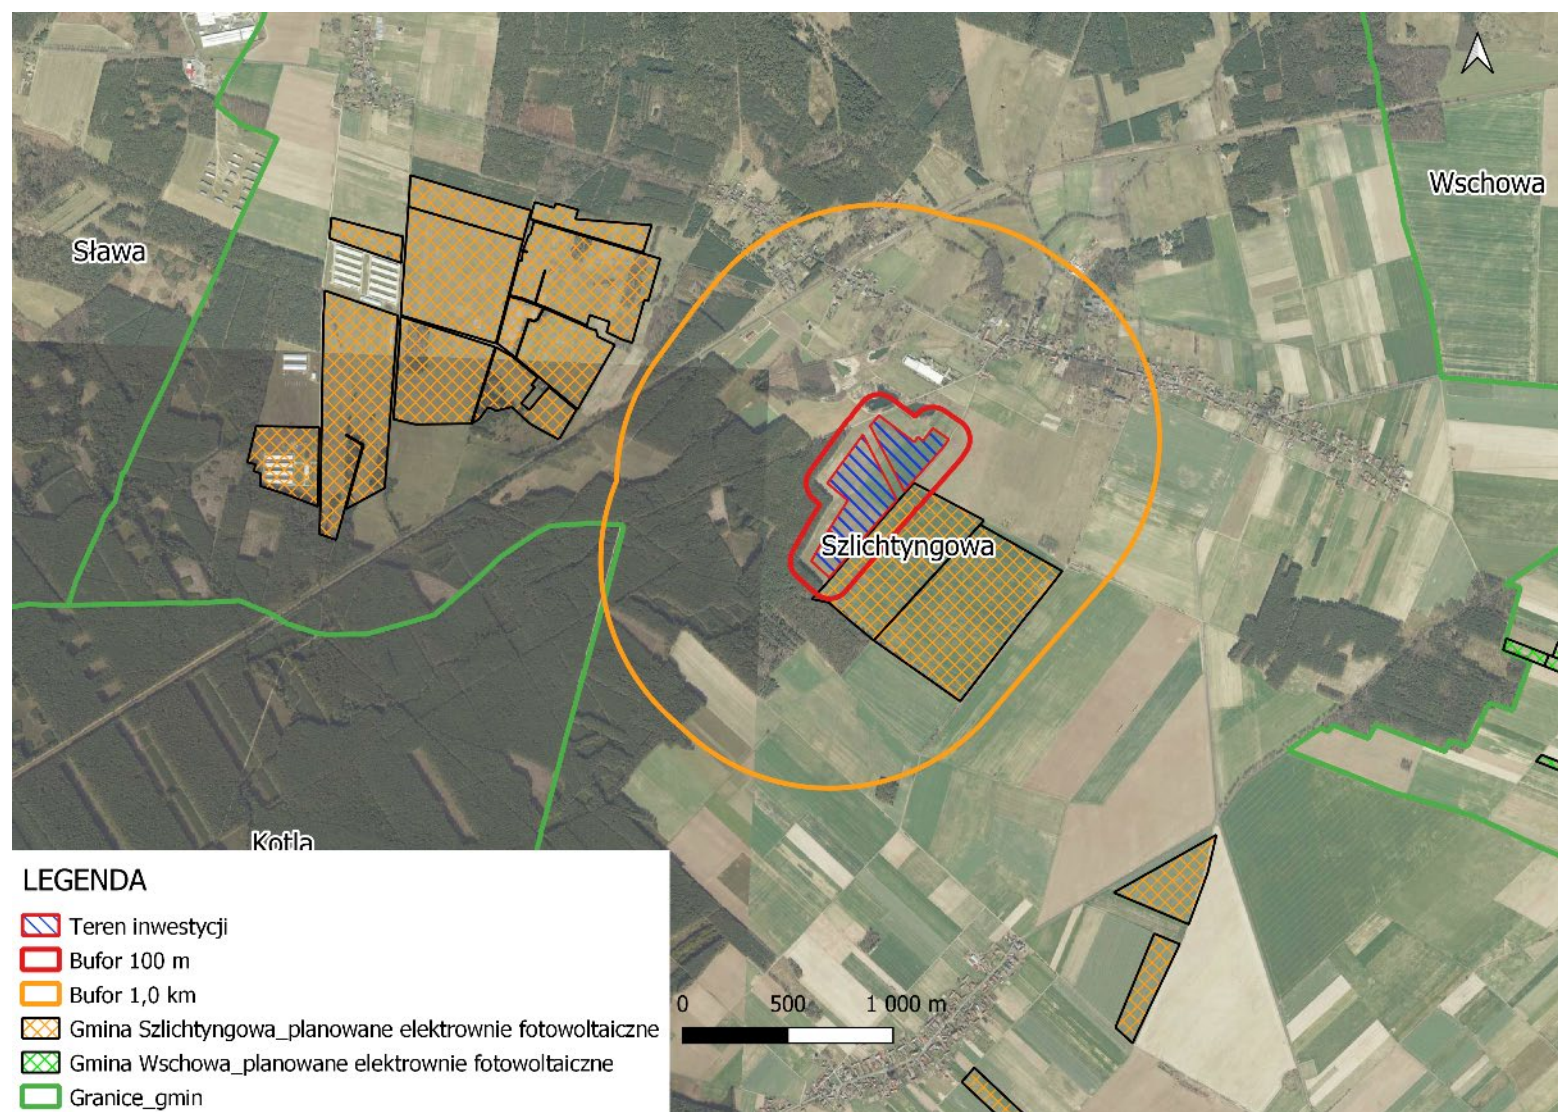 Wschowa
Sława
Szlichtyngowa
Kotla
LEGENDA
Teren inwestycji
Bufor 100 m
Bufor 1,0 km
Gmina Szlichtyngowa_planowane elektrownie fotowoltaiczne
Gmina Wschowa_planowane elektrownie fotowoltaiczne
Granice_gmin
0 500 1 000 m